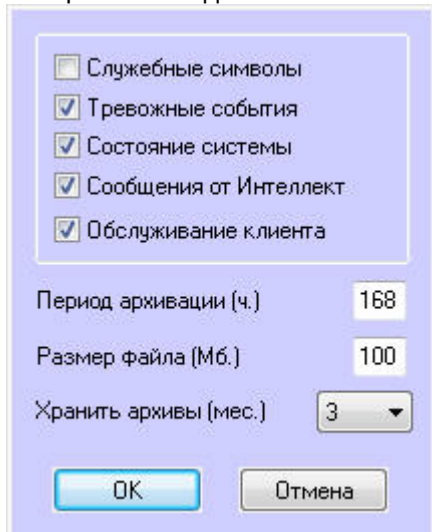 Служебные символы
Тревожные события
Состояние системы
Сообщения от Интеллект
Обслуживание клиента
Период архивации (ч.) 168
Размер файла (Мб.) 100
Хранить архивы (мес.) 3
OK Отмена